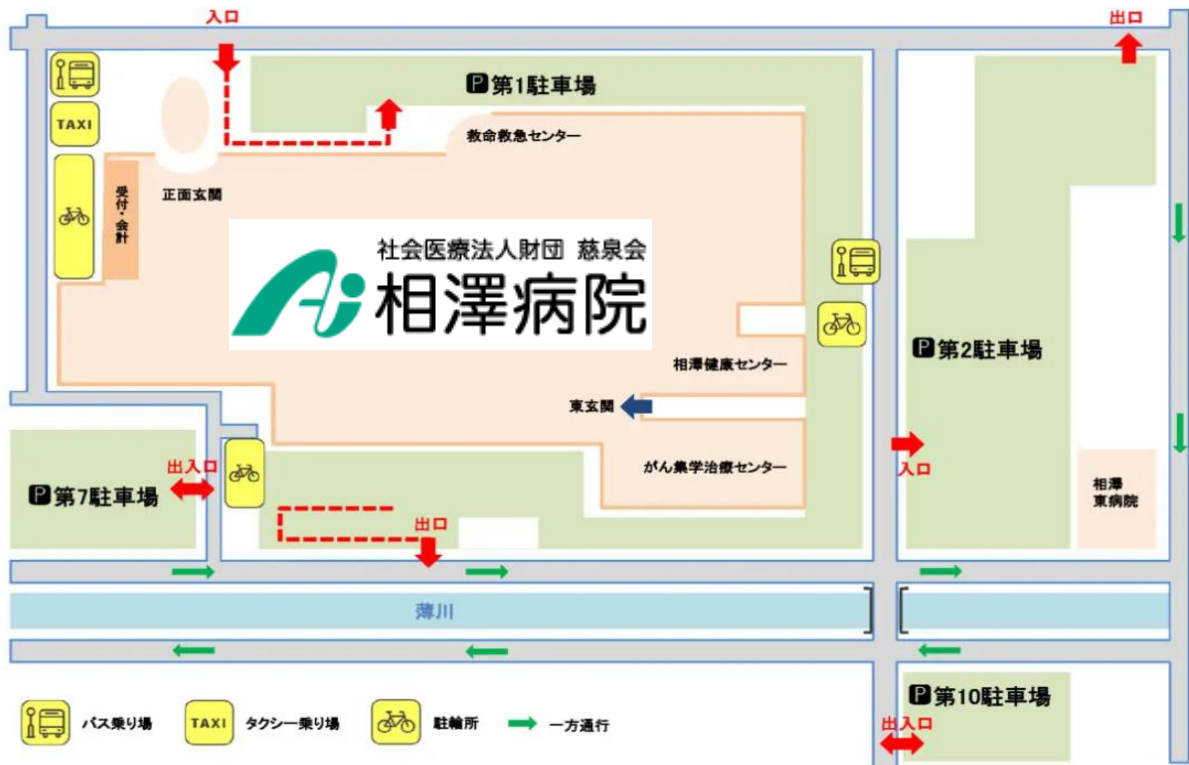 入口
出口
P第1駐車場
TAXI
救命救急センター
正面玄関
受付・会計
社会医療法人財団 慈泉会
相澤病院
P第2駐車場
相澤健康センター
東玄関
入口
がん集学治療センター
出入口
P第7駐車場
相澤
東病院
出口
薄川
P第10駐車場
出入口
バス乗り場
TAXI
タクシー乗り場
駐輪所
一方通行